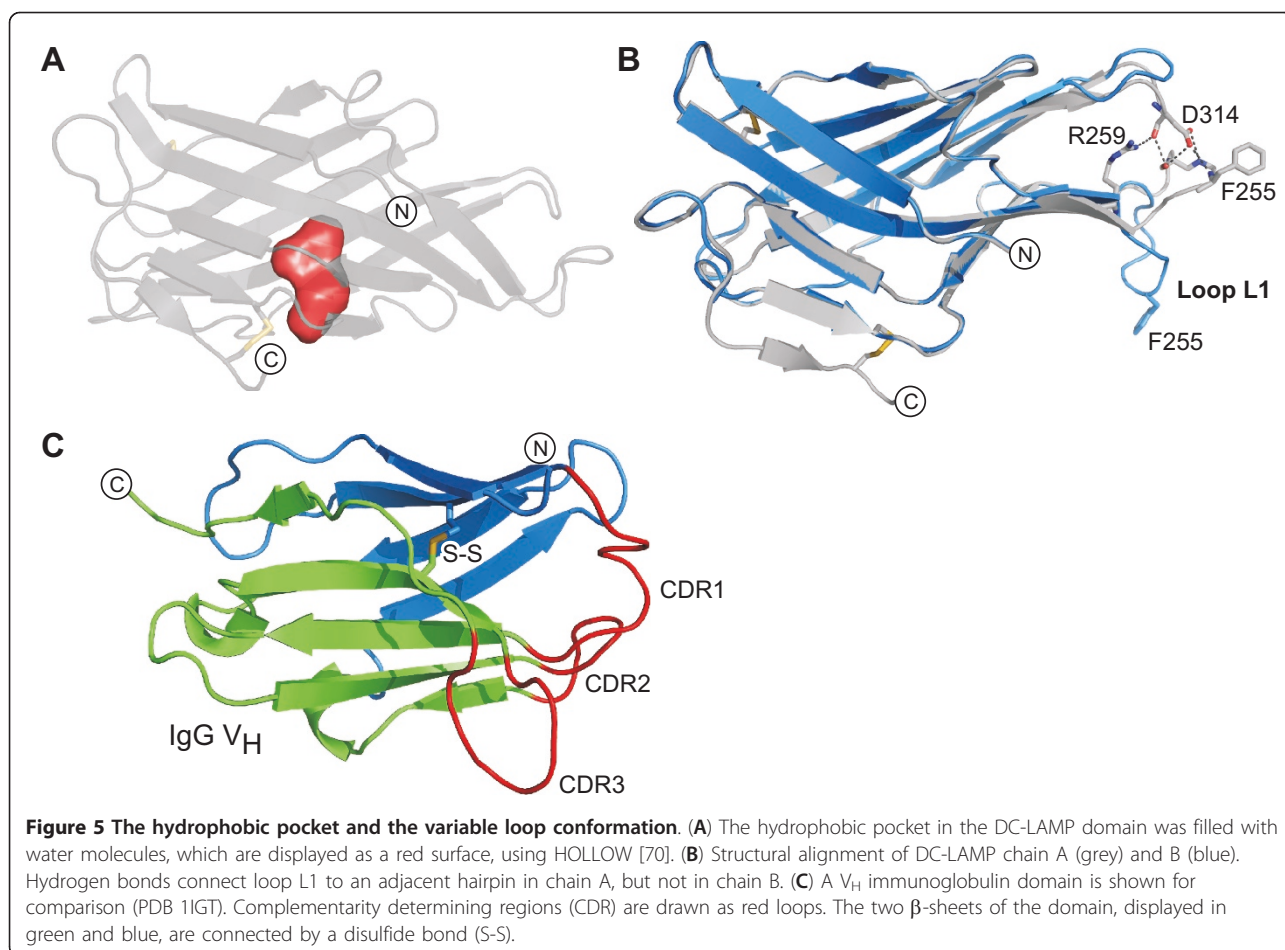 A
N
C
B
R259
D314
F255
N
Loop L1
F255
C
C
C
N
S-S
CDR1
CDR2
IgG VH
CDR3
Figure 5 The hydrophobic pocket and the variable loop conformation. (A) The hydrophobic pocket in the DC-LAMP domain was filled with
water molecules, which are displayed as a red surface, using HOLLOW [70]. (B) Structural alignment of DC-LAMP chain A (grey) and B (blue).
Hydrogen bonds connect loop L1 to an adjacent hairpin in chain A, but not in chain B. (C) A VH immunoglobulin domain is shown for
comparison (PDB 1IGT). Complementarity determining regions (CDR) are drawn as red loops. The two β-sheets of the domain, displayed in
green and blue, are connected by a disulfide bond (S-S).